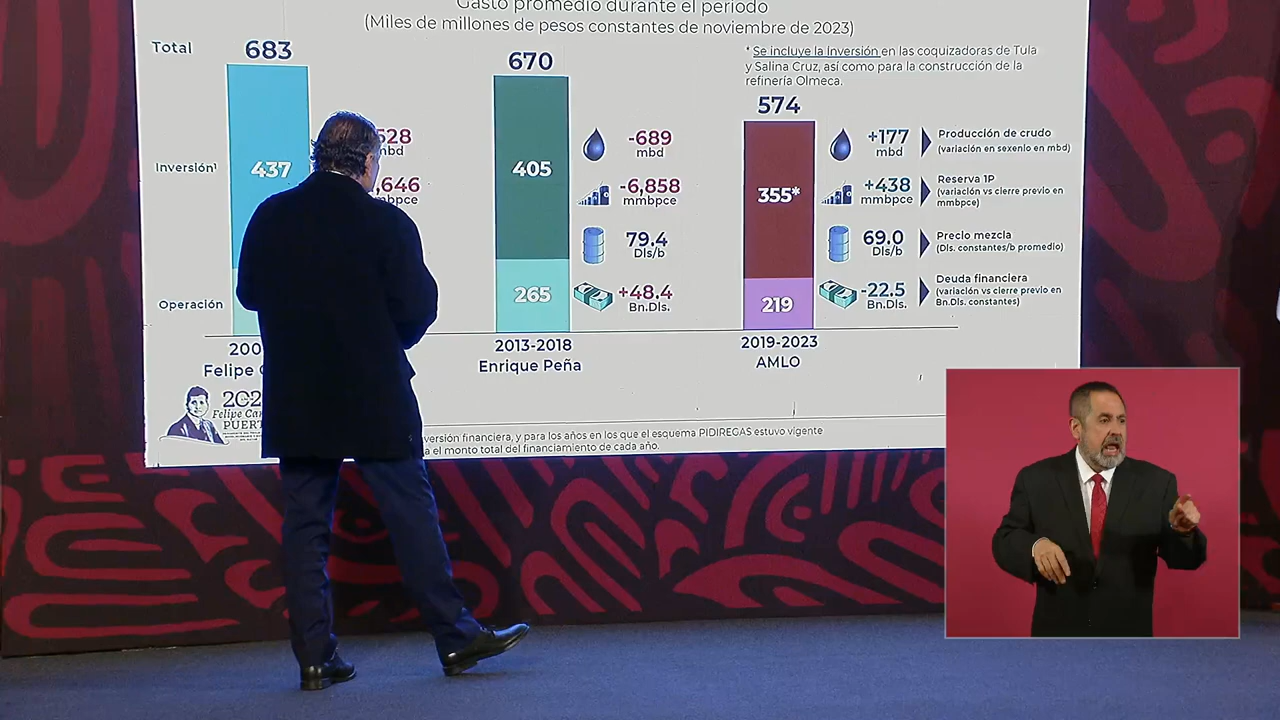 Gasto promedio durante el periodo
(Miles de millones de pesos constantes de noviembre de 2023)
Total
683
670
* Se incluye la Inversión en las coquizadoras de Tula
y Salina Cruz, así como para la construcción de la
refinería Olmeca.
574
Inversión¹
437
528
mbd
,646
mbpce
405
-689
mbd
-6,858
mmbpce
79.4
Dls/b
355*
+177
mbd
Producción de crudo
(variación en sexenio en mbd)
+438
mmbpce
Reserva 1P
(variación vs cierre previo en
mmbpce)
69.0
Dls/b
Precio mezcla
(Dls. constantes/b promedio)
Operación
265
+48.4
Bn.Dls.
219
-22.5
Bn.Dls.
Deuda financiera
(variación vs cierre previo en
Bn.Dls. constantes)
200
Felipe
2013-2018
Enrique Peña
2019-2023
AMLO
202
Felipe Car
PUERT
versión financiera, y para los años en los que el esquema PIDIREGAS estuvo vigente
a el monto total del financiamiento de cada año.